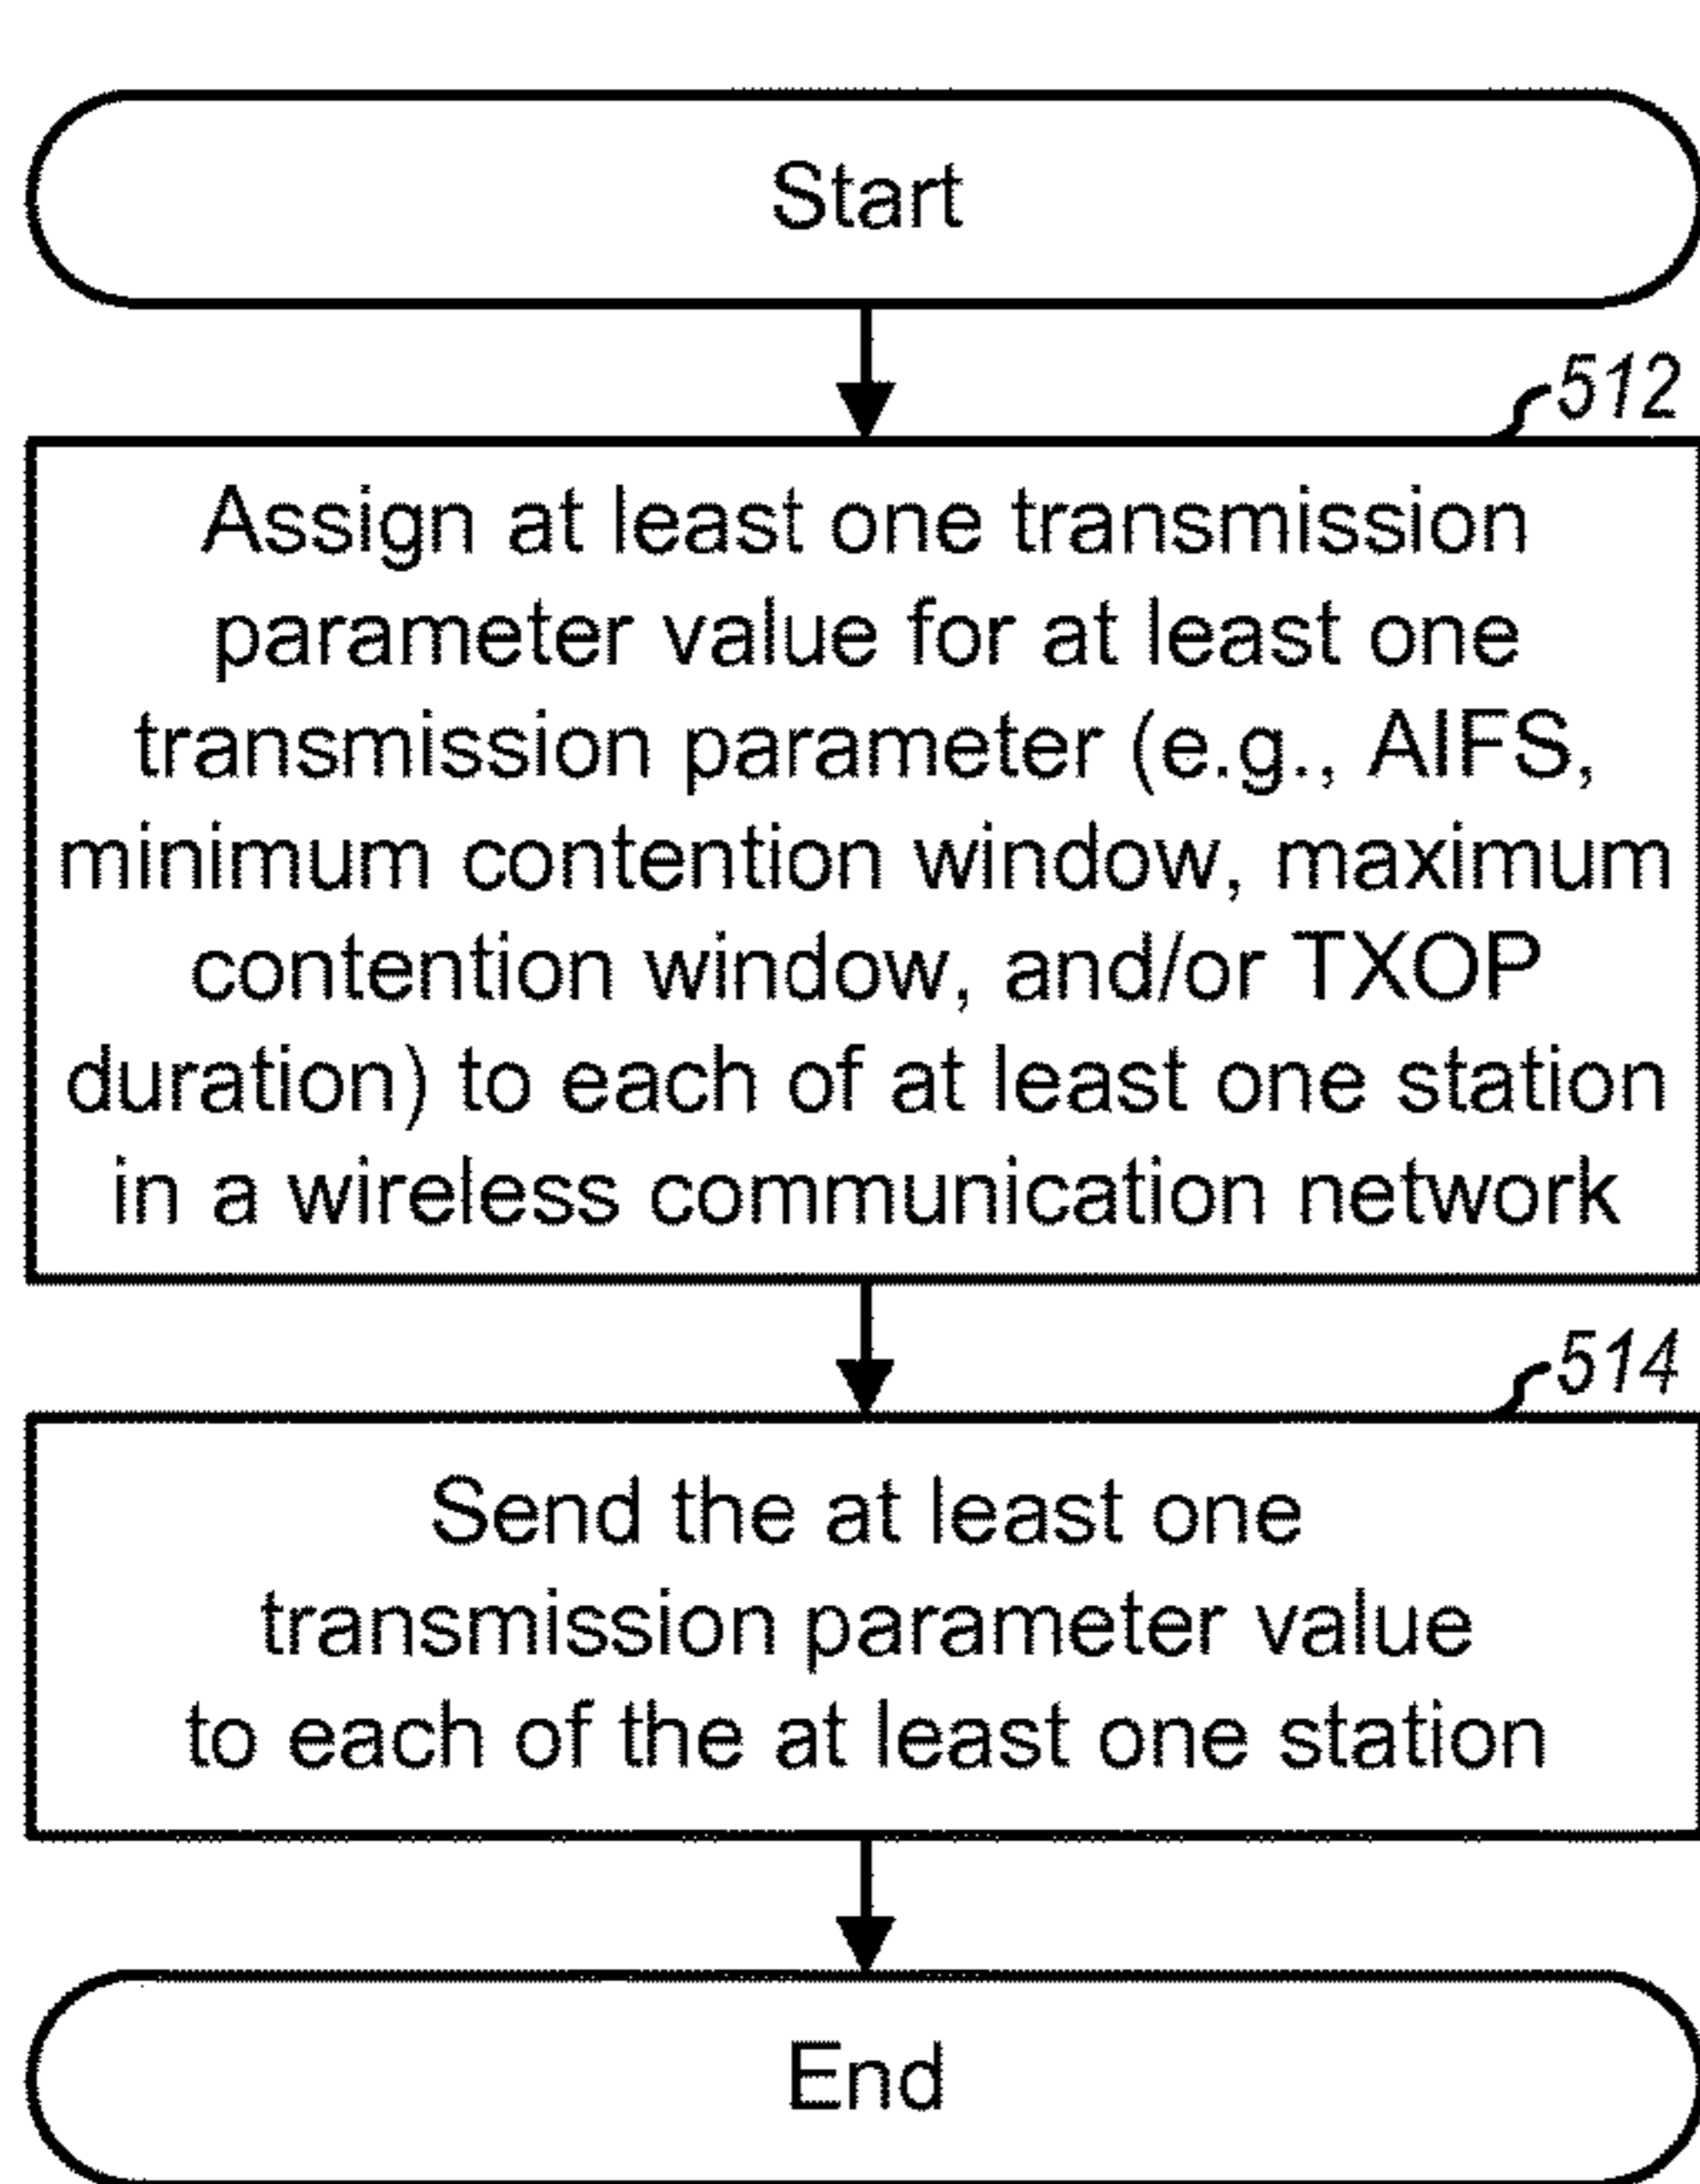 Start
512
Assign at least one transmission
parameter value for at least one
transmission parameter (e.g., AIFS,
minimum contention window, maximum
contention window, and/or TXOP
duration) to each of at least one station
in a wireless communication network
514
Send the at least one
transmission parameter value
to each of the at least one station
End